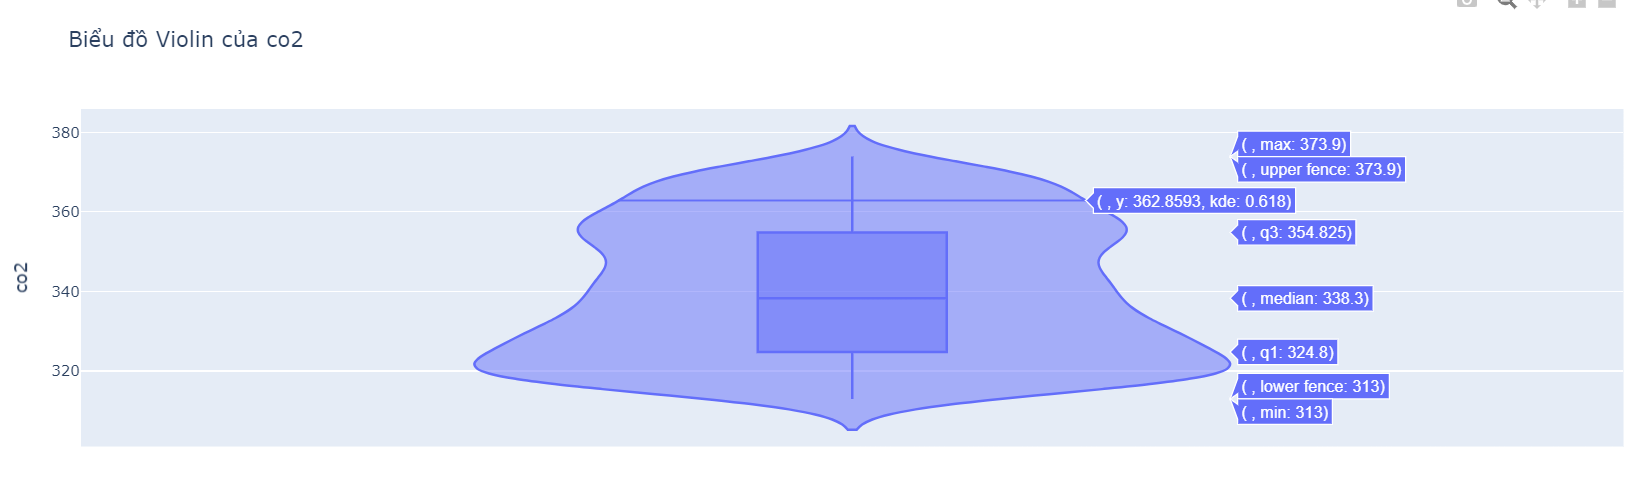 Biểu đồ Violin của co2
380
360
340
320
co2
( , max: 373.9)
( , upper fence: 373.9)
( , y: 362.8593, kde: 0.618)
( , q3: 354.825)
( , median: 338.3)
( , q1: 324.8)
( , lower fence: 313)
( , min: 313)